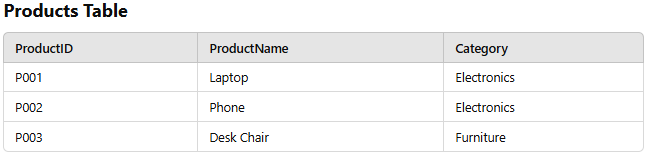 Products Table
ProductID ProductName Category
P001 Laptop Electronics
P002 Phone Electronics
P003 Desk Chair Furniture